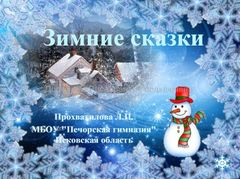 Зимние сказки
Прохватилова Л.П.
МБОУ "Печорская гимназия"
Псковская область